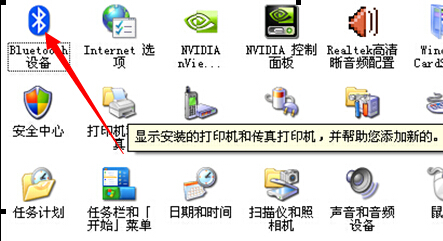 Bluetooth
设备
Internet 选
项
NVIDIA
nVie...
NVIDIA 控制
面板
Realtek高清
晰音频配置
Win
CardS
安全中心
打印机和传
真
显示安装的打印机和传真打印机，并帮助您添加新的。
任务计划
任务栏和「
开始」菜单
日期和时间
扫描仪和照
相机
声音和音频
设备
鼠